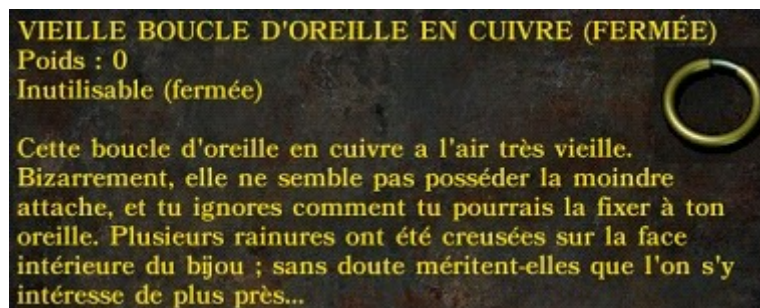 VIEILLE BOUCLE D'OREILLE EN CUIVRE (FERMÉE)
Poids : 0
Inutilisable (fermée)
Cette boucle d'oreille en cuivre a l'air très vieille.
Bizarrement, elle ne semble pas posséder la moindre
attache, et tu ignores comment tu pourrais la fixer à ton
oreille. Plusieurs rainures ont été creusées sur la face
intérieure du bijou ; sans doute méritent-elles que l'on s'y
intéresse de plus près...